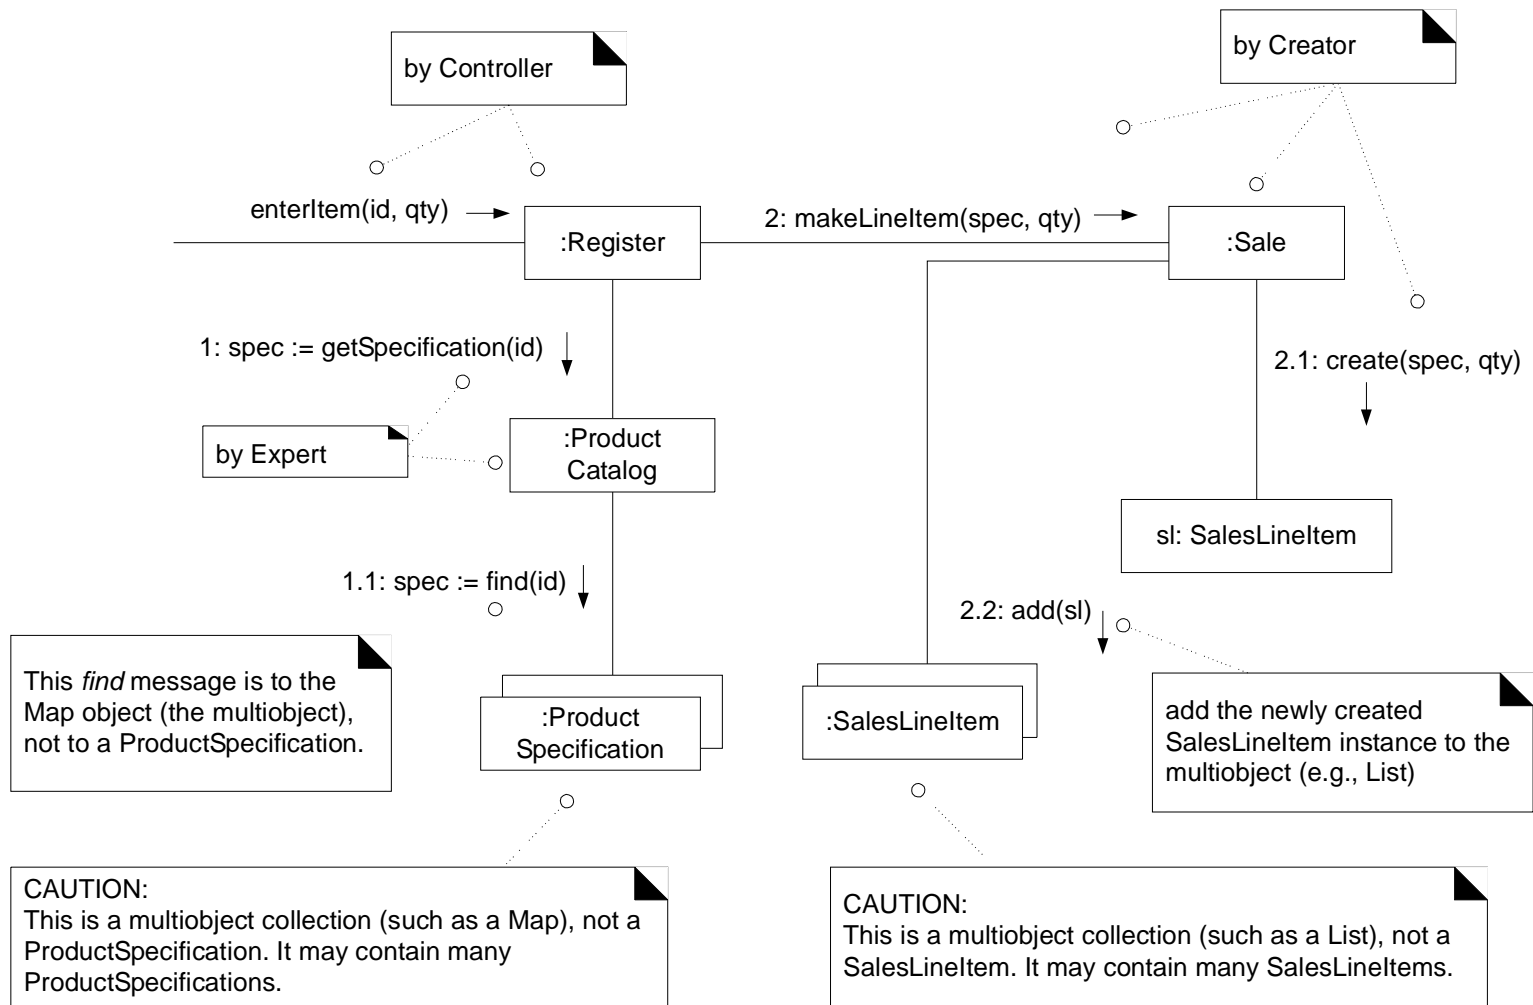 by Controller
by Creator
enterItem(id, qty)
2: makeLineItem(spec, qty)
:Register
:Sale
1: spec := getSpecification(id)
2.1: create(spec, qty)
by Expert
:Product
Catalog
sl: SalesLineItem
1.1: spec := find(id)
2.2: add(sl)
This find message is to the
Map object (the multiobject),
not to a ProductSpecification.
:Product
Specification
:SalesLineItem
add the newly created
SalesLineItem instance to the
multiobject (e.g., List)
CAUTION:
This is a multiobject collection (such as a Map), not a
ProductSpecification. It may contain many
ProductSpecifications.
CAUTION:
This is a multiobject collection (such as a List), not a
SalesLineItem. It may contain many SalesLineItems.